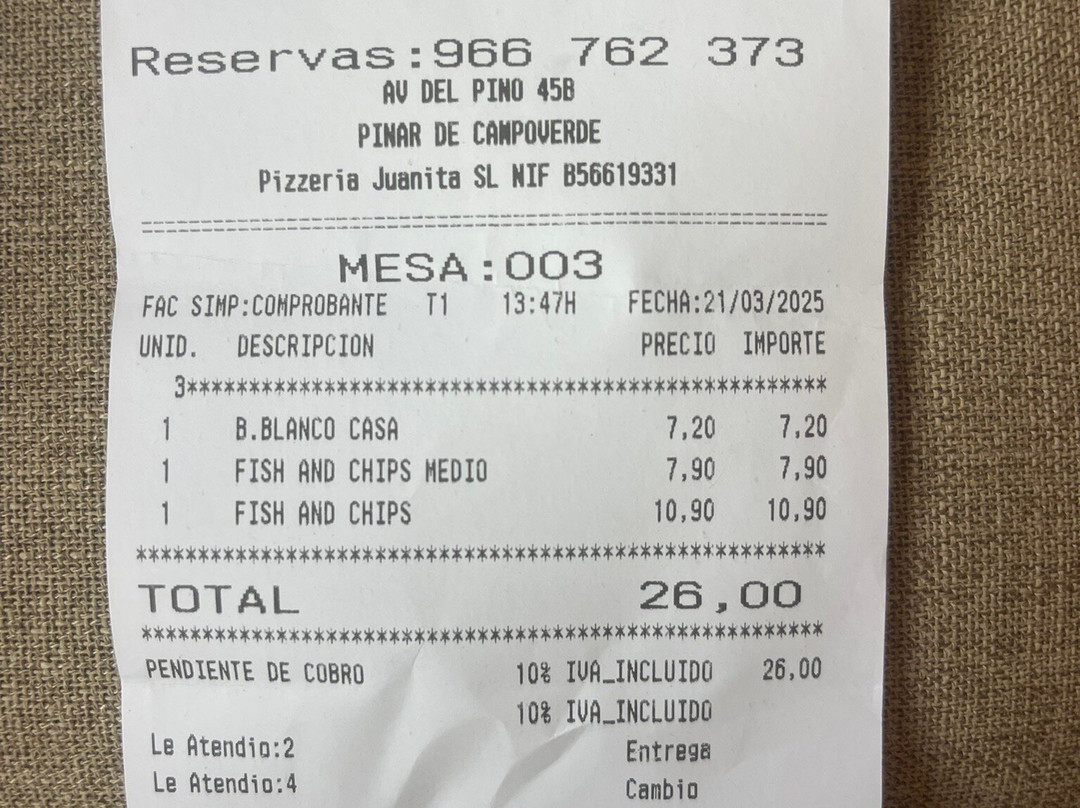 Reservas:966 762 373
AV DEL PINO 45B
PINAR DE CAMPOVERDE
Pizzeria Juanita SL NIF B56619331
========================================================
MESA:003
FAC SIMP:COMPROBANTE T1 13:47H FECHA:21/03/2025
UNID. DESCRIPCION PRECIO IMPORTE
3****************************************************
1 B.BLANCO CASA 7,20 7,20
1 FISH AND CHIPS MEDIO 7,90 7,90
1 FISH AND CHIPS 10,90 10,90
********************************************************
TOTAL 26,00
********************************************************
PENDIENTE DE COBRO 10% IVA_INCLUIDO 26,00
10% IVA_INCLUIDO
Le Atendio:2 Entrega
Le Atendio:4 Cambio